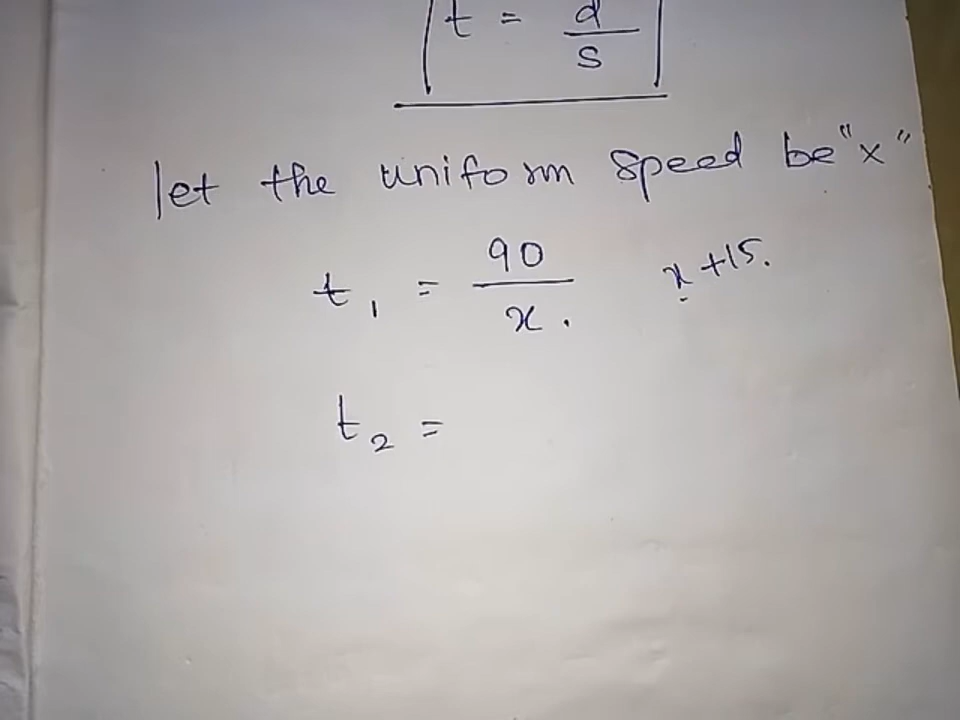 t = d/s
let the uniform speed be "x"
t₁ = 90/x. x+15.
t₂ =